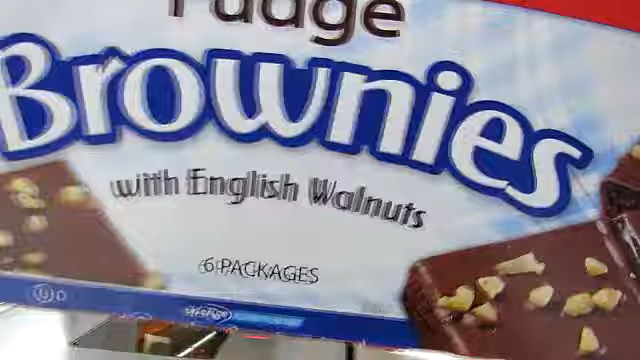 Fudge
Brownies
with English Walnuts
6 PACKAGES
U D